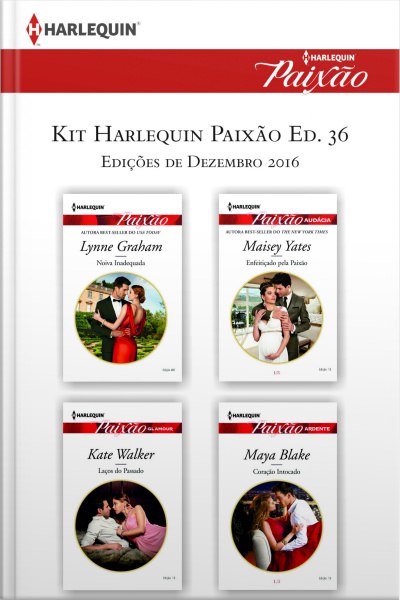 HARLEQUIN®
HARLEQUIN
Paixão
KIT HARLEQUIN PAIXÃO ED. 36
EDIÇÕES DE DEZEMBRO 2016
HARLEQUIN
Paixão
AUTORA BEST-SELLER DO USA TODAY
Lynne Graham
Noiva Inadequada
HARLEQUIN
Paixão AUDÁCIA
AUTORA BEST-SELLER DO THE NEW YORK TIMES
Maisey Yates
Enfeitiçado pela Paixão
1/3
HARLEQUIN
Paixão GLAMOUR
Kate Walker
Laços do Passado
HARLEQUIN
Paixão ARDENTE
Maya Blake
Coração Intocado